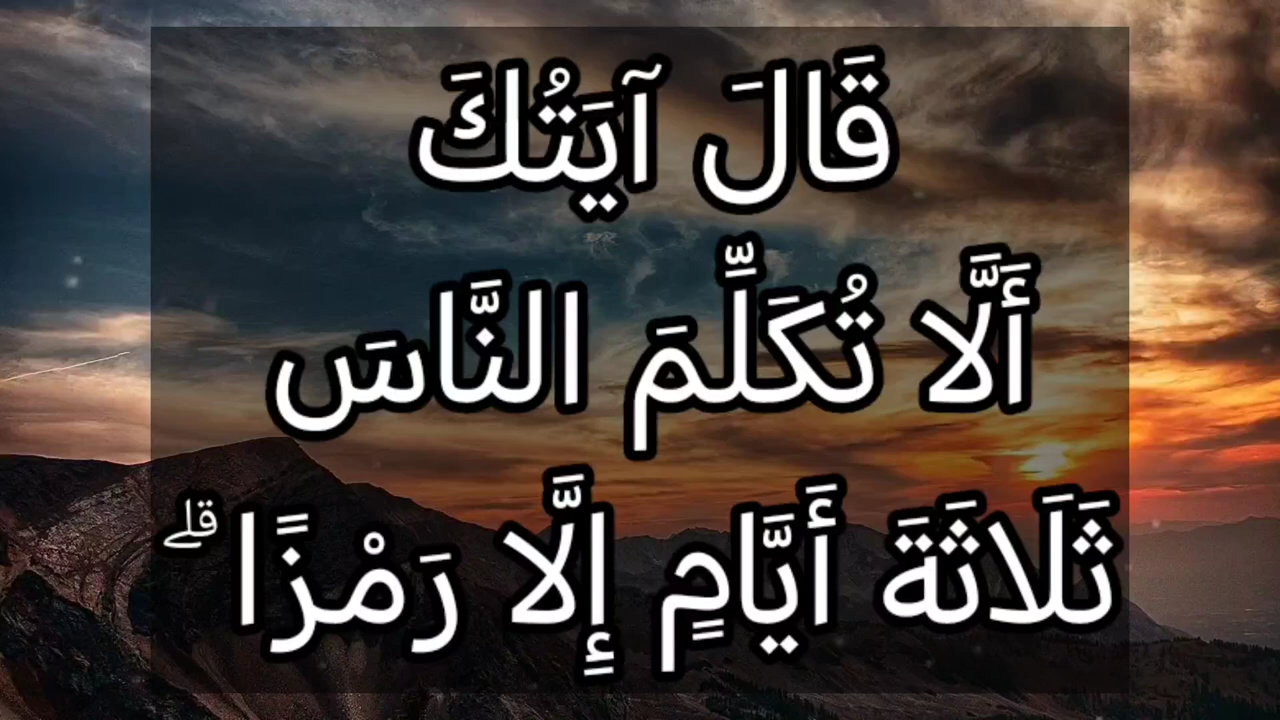 قَالَ آيَتُكَ
أَلَّا تُكَلِّمَ النَّاسَ
ثَلَاثَةَ أَيَّامٍ إِلَّا رَمْزًا ۗ